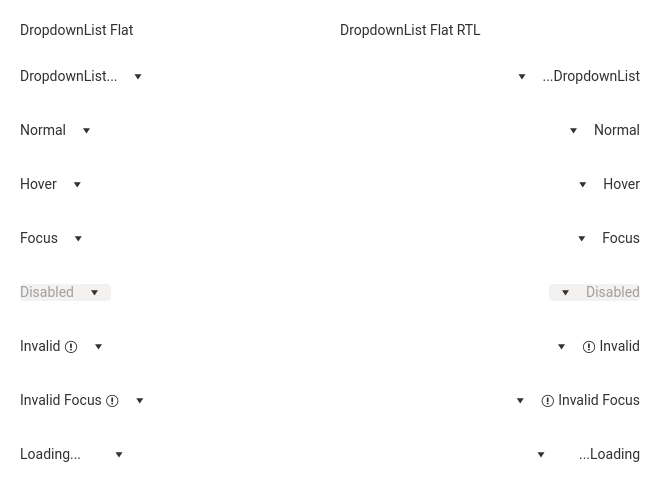 DropdownList Flat
DropdownList Flat RTL
DropdownList...
...DropdownList
Normal
Normal
Hover
Hover
Focus
Focus
Disabled
Disabled
Invalid
Invalid
Invalid Focus
Invalid Focus
Loading...
...Loading